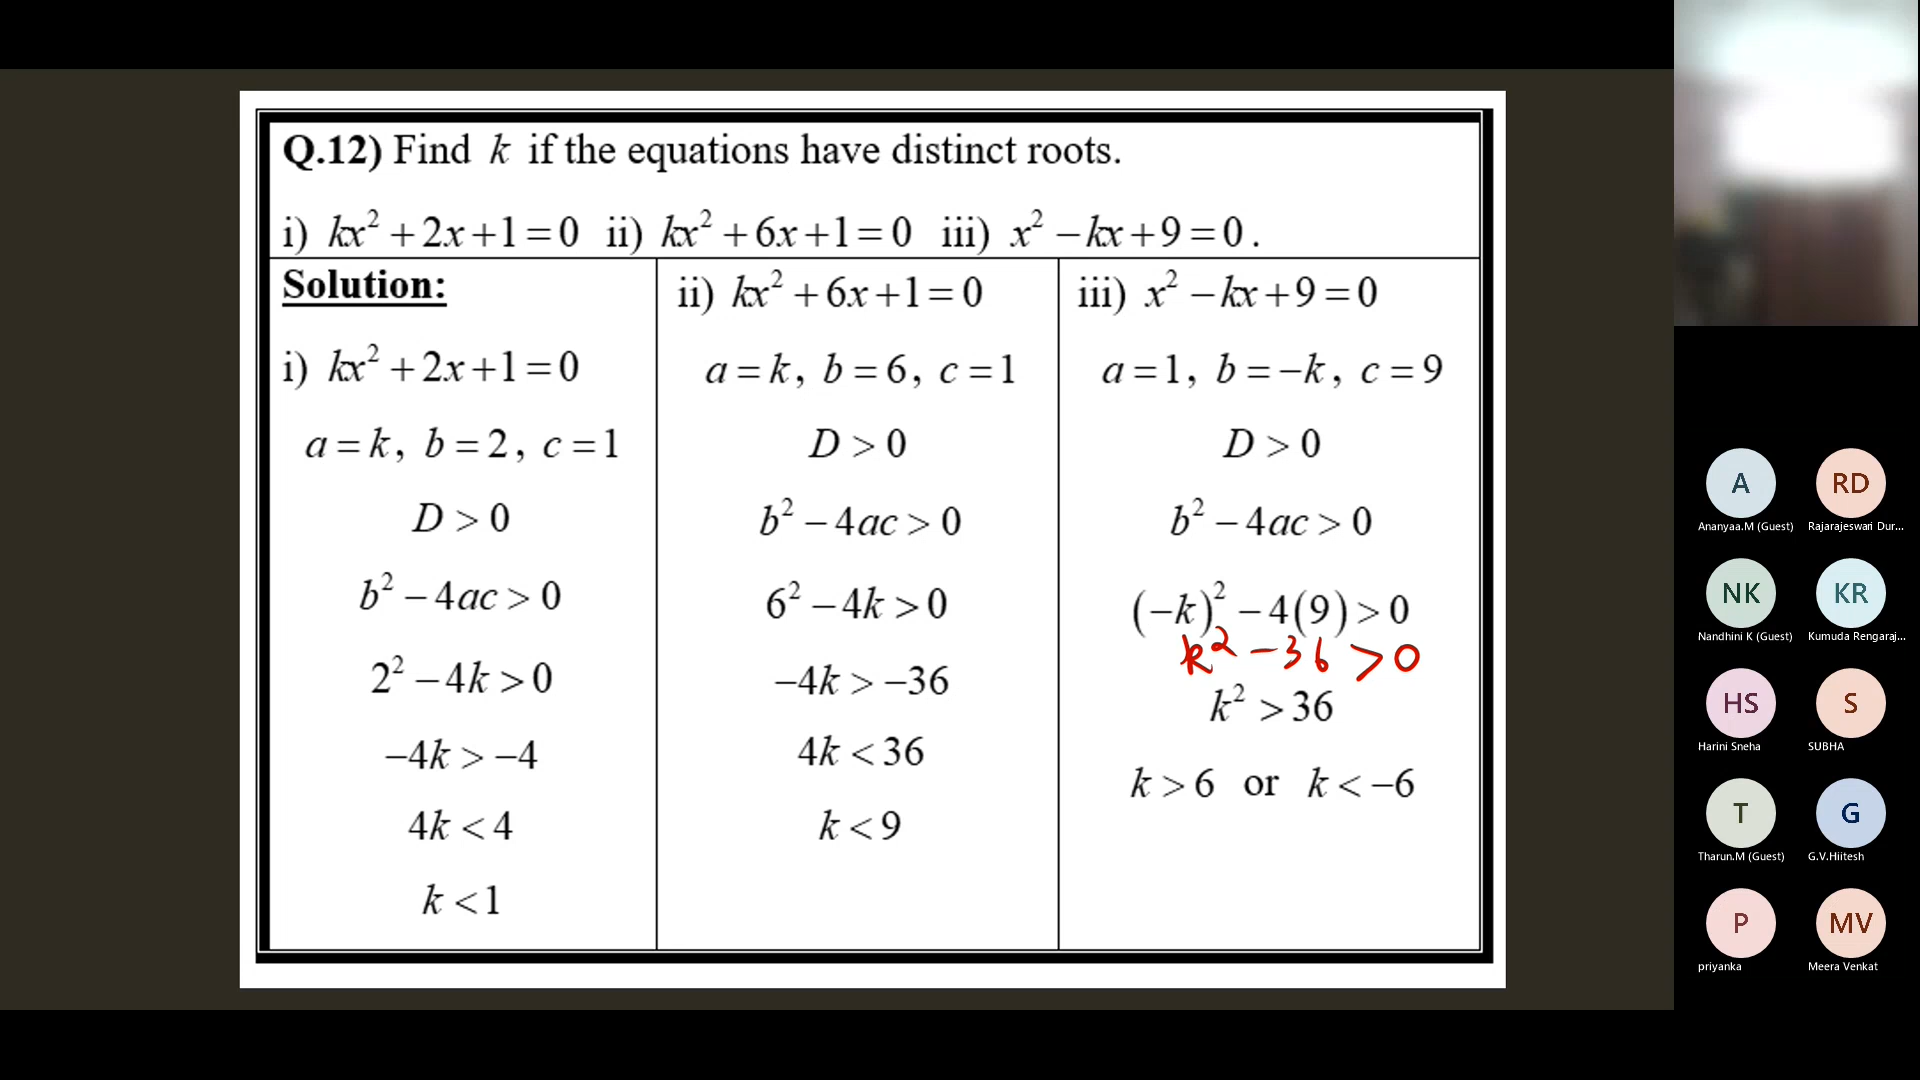 Q.12) Find k if the equations have distinct roots.
i) kx² + 2x + 1 = 0 ii) kx² + 6x + 1 = 0 iii) x² − kx + 9 = 0 .
Solution:
i) kx² + 2x + 1 = 0
a = k, b = 2, c = 1
D > 0
b² − 4ac > 0
2² − 4k > 0
−4k > −4
4k < 4
k < 1
ii) kx² + 6x + 1 = 0
a = k, b = 6, c = 1
D > 0
b² − 4ac > 0
6² − 4k > 0
−4k > −36
4k < 36
k < 9
iii) x² − kx + 9 = 0
a = 1, b = −k, c = 9
D > 0
b² − 4ac > 0
(−k)² − 4(9) > 0
k² − 36 > 0
k² > 36
k > 6 or k < −6
A
Ananyaa.M (Guest)
RD
Rajarajeswari Dur...
NK
Nandhini K (Guest)
KR
Kumuda Rengaraj...
HS
Harini Sneha
S
SUBHA
T
Tharun.M (Guest)
G
G.V.Hiitesh
P
priyanka
MV
Meera Venkat